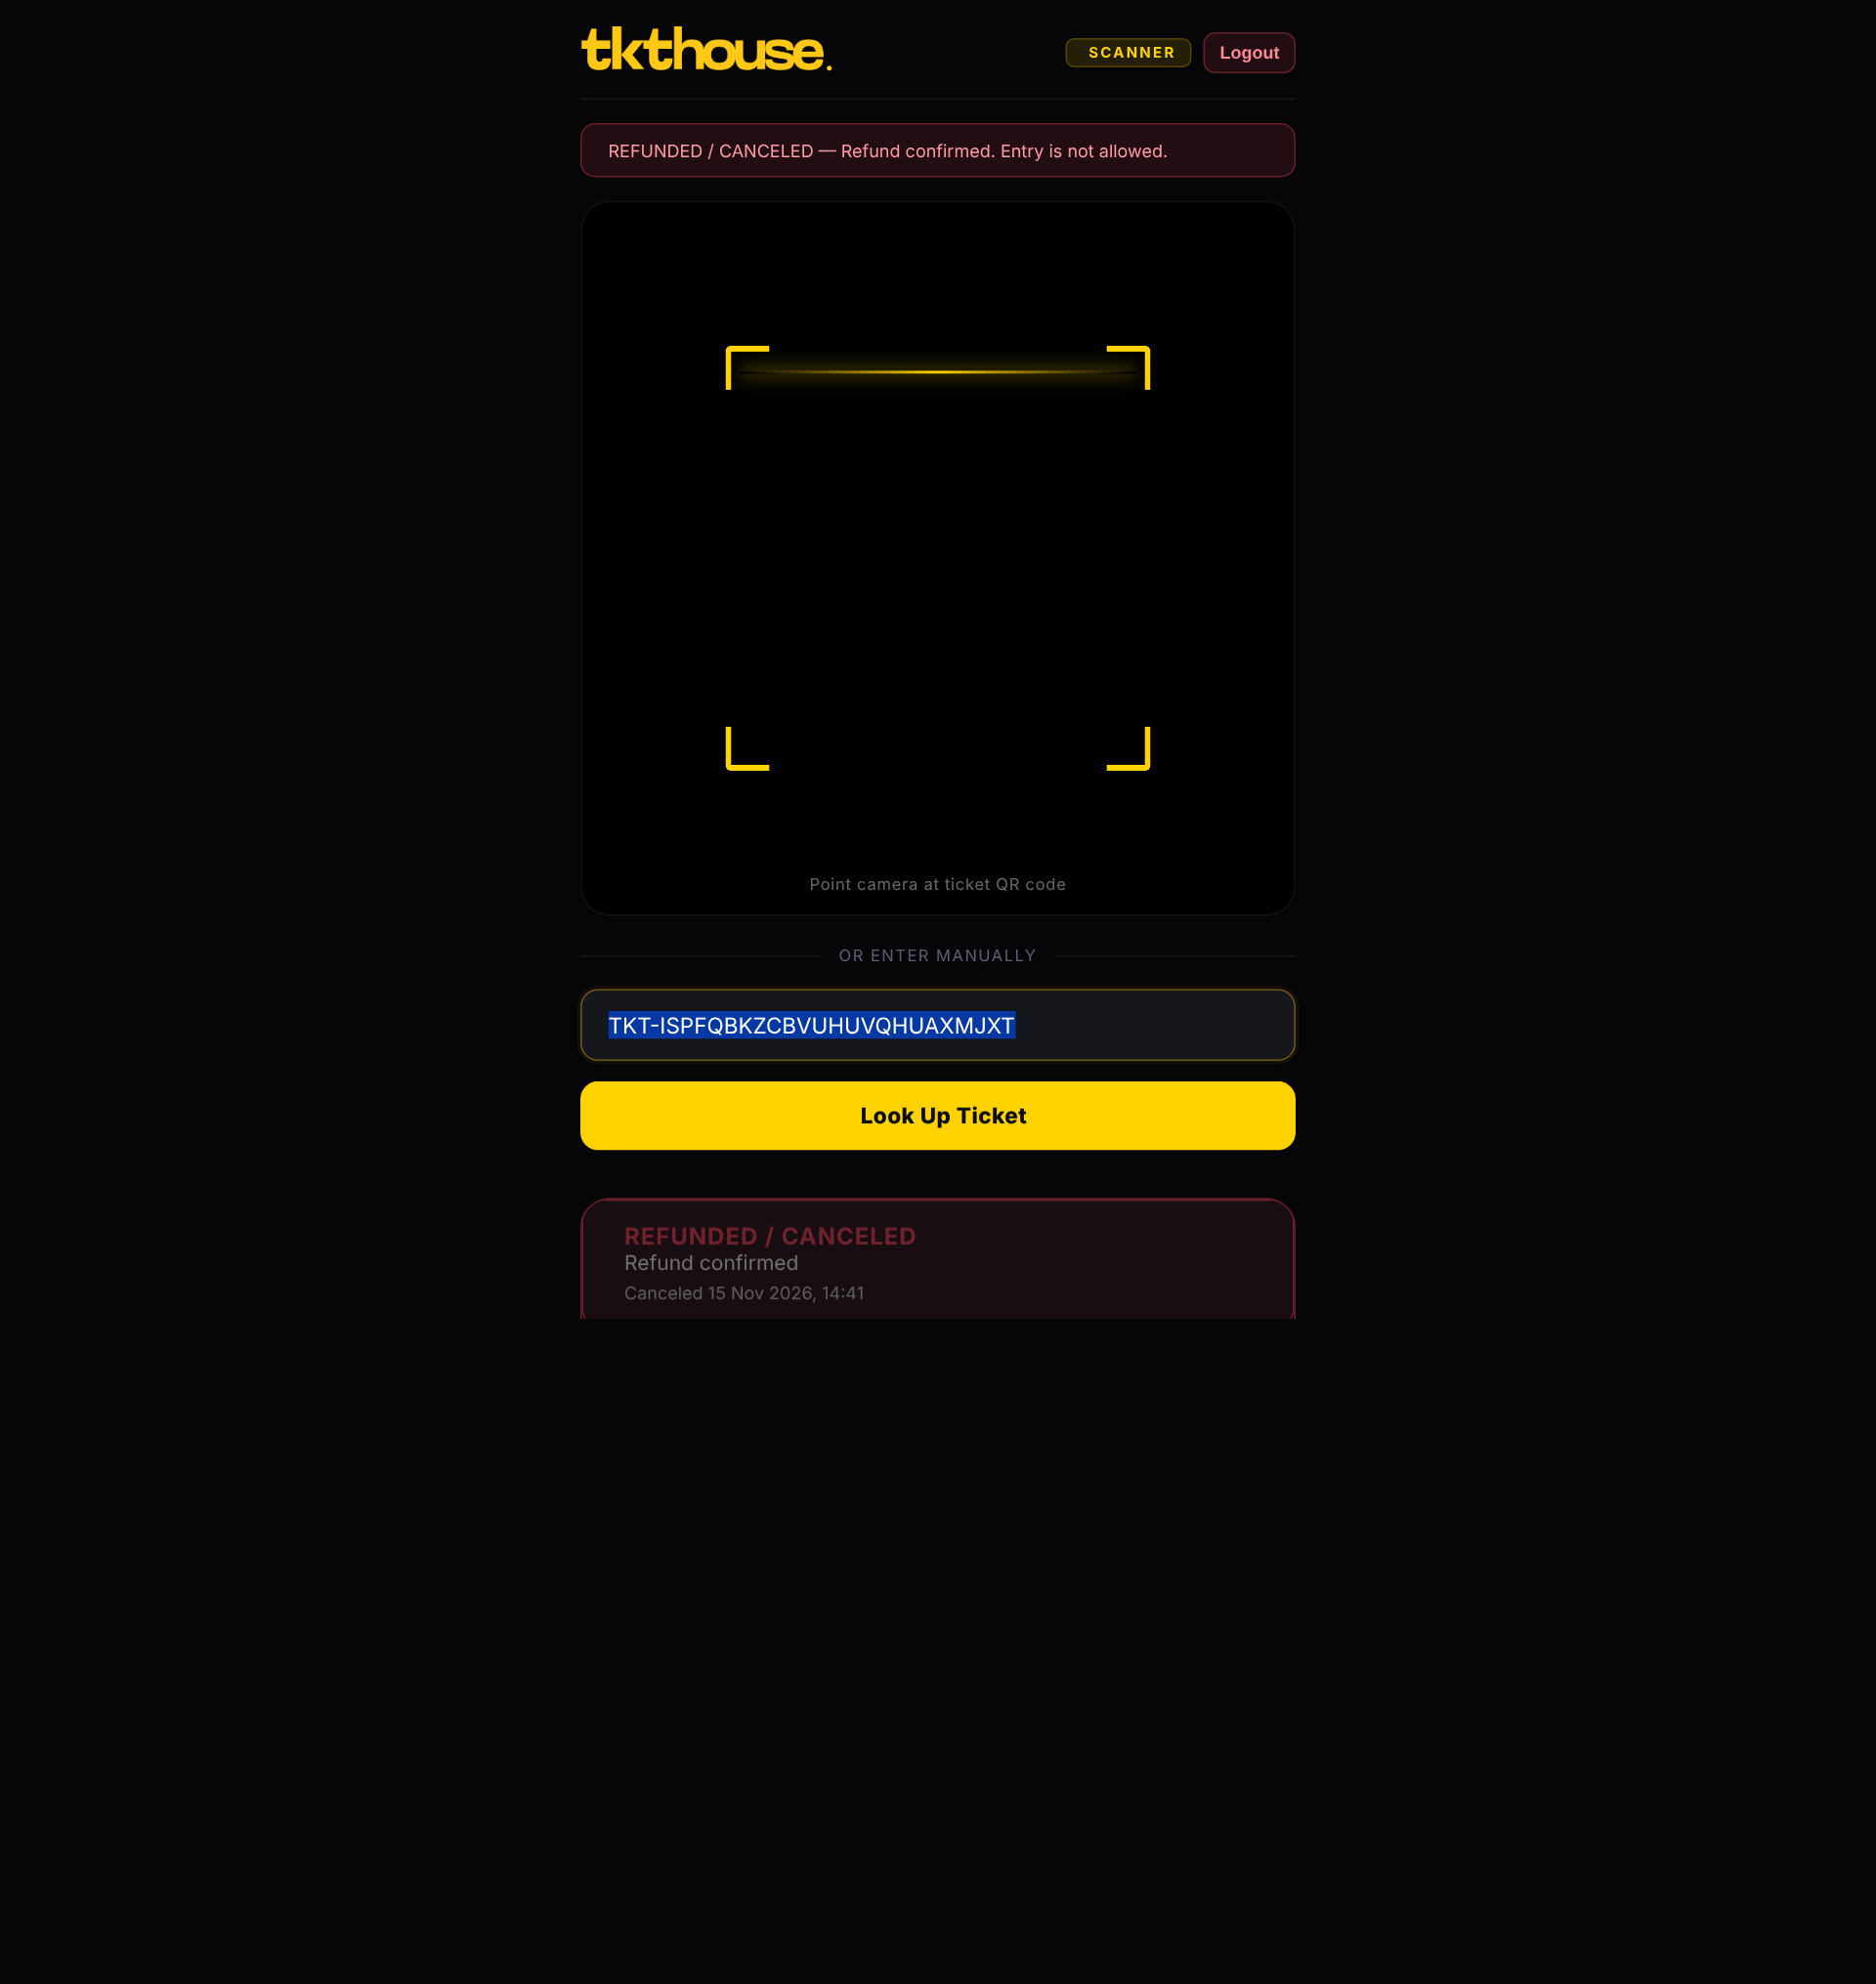 tkthouse.
SCANNER
Logout
REFUNDED / CANCELED — Refund confirmed. Entry is not allowed.
Point camera at ticket QR code
OR ENTER MANUALLY
TKT-ISPFQBKZCBVUHUVQHUAXMJXT
Look Up Ticket
REFUNDED / CANCELED
Refund confirmed
Canceled 15 Nov 2026, 14:41